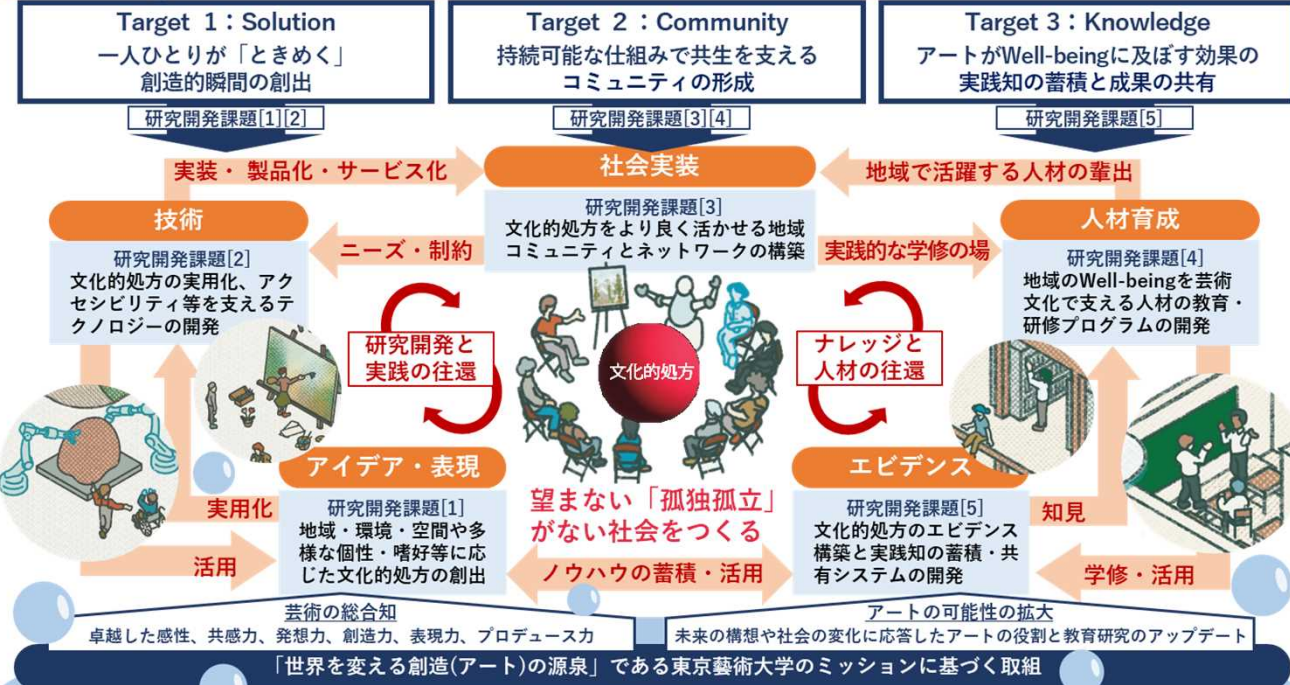 Target 1：Solution
一人ひとりが「ときめく」
創造的瞬間の創出
研究開発課題[1][2]
Target 2：Community
持続可能な仕組みで共生を支える
コミュニティの形成
研究開発課題[3][4]
Target 3：Knowledge
アートがWell-beingに及ぼす効果の
実践知の蓄積と成果の共有
研究開発課題[5]
実装・ 製品化・サービス化
社会実装
地域で活躍する人材の輩出
研究開発課題[3]
文化的処方をより良く活かせる地域
コミュニティとネットワークの構築
技術
研究開発課題[2]
文化的処方の実用化、アク
セシビリティ等を支えるテ
クノロジーの開発
ニーズ・制約
実践的な学修の場
人材育成
研究開発課題[4]
地域のWell-beingを芸術
文化で支える人材の教育・
研修プログラムの開発
研究開発と
実践の往還
文化的処方
ナレッジと
人材の往還
アイデア・表現
研究開発課題[1]
地域・環境・空間や多
様な個性・嗜好等に応
じた文化的処方の創出
実用化
活用
望まない「孤独孤立」
がない社会をつくる
ノウハウの蓄積・活用
エビデンス
研究開発課題[5]
文化的処方のエビデンス
構築と実践知の蓄積・共
有システムの開発
知見
学修・活用
芸術の総合知
卓越した感性、共感力、発想力、創造力、表現力、プロデュース力
アートの可能性の拡大
未来の構想や社会の変化に応答したアートの役割と教育研究のアップデート
「世界を変える創造(アート)の源泉」である東京藝術大学のミッションに基づく取組